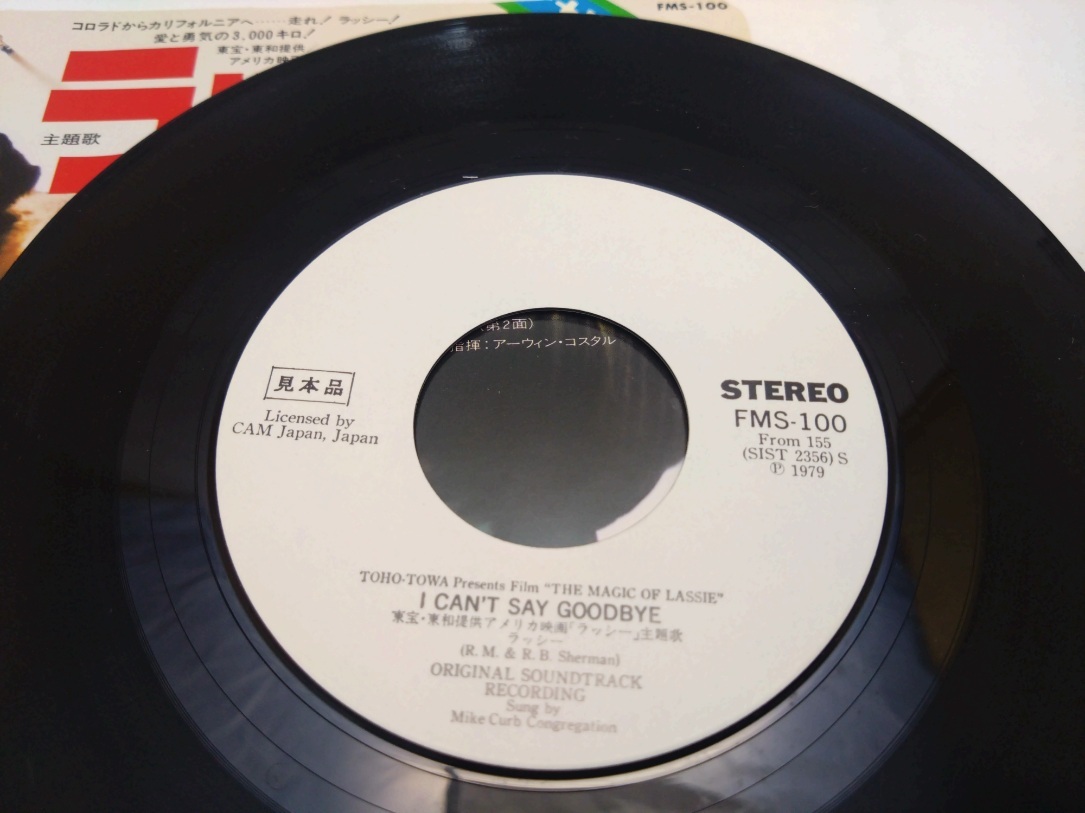 FMS-100
コロラドからカリフォルニアへ……走れ! ラッシー!
愛と勇気の3,000キロ!
東宝・東和提供
アメリカ映
主題歌
第2面)
指揮:アーウィン・コスタル
見本品
Licensed by
CAM Japan, Japan
STEREO
FMS-100
From 155
(SIST 2356) S
Ⓟ 1979
TOHO-TOWA Presents Film "THE MAGIC OF LASSIE"
I CAN'T SAY GOODBYE
東宝・東和提供アメリカ映画「ラッシー」主題歌
ラッシー
(R. M. & R. B. Sherman)
ORIGINAL SOUNDTRACK
RECORDING
Sung by
Mike Curb Congregation